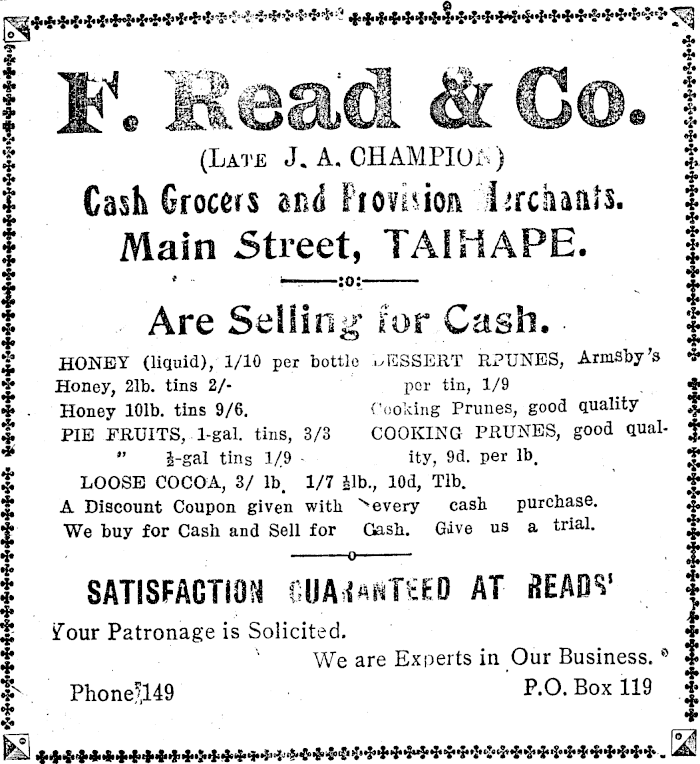 F. Read & Co.
(LATE J. A. CHAMPION)
Cash Grocers and Provision Merchants.
Main Street, TAIHAPE.
:o:
Are Selling for Cash.
HONEY (liquid), 1/10 per bottle
Honey, 2lb. tins 2/-
Honey 10lb. tins 9/6.
PIE FRUITS, 1-gal. tins, 3/3
" ½-gal tins 1/9
DESSERT RPUNES, Armsby's
per tin, 1/9
Cooking Prunes, good quality
COOKING PRUNES, good qual-
ity, 9d. per lb.
LOOSE COCOA, 3/ lb. 1/7 ½lb., 10d, Tlb.
A Discount Coupon given with every cash purchase.
We buy for Cash and Sell for Cash. Give us a trial.
o
SATISFACTION GUARANTEED AT READS'
Your Patronage is Solicited.
We are Experts in Our Business.
Phone 149
P.O. Box 119